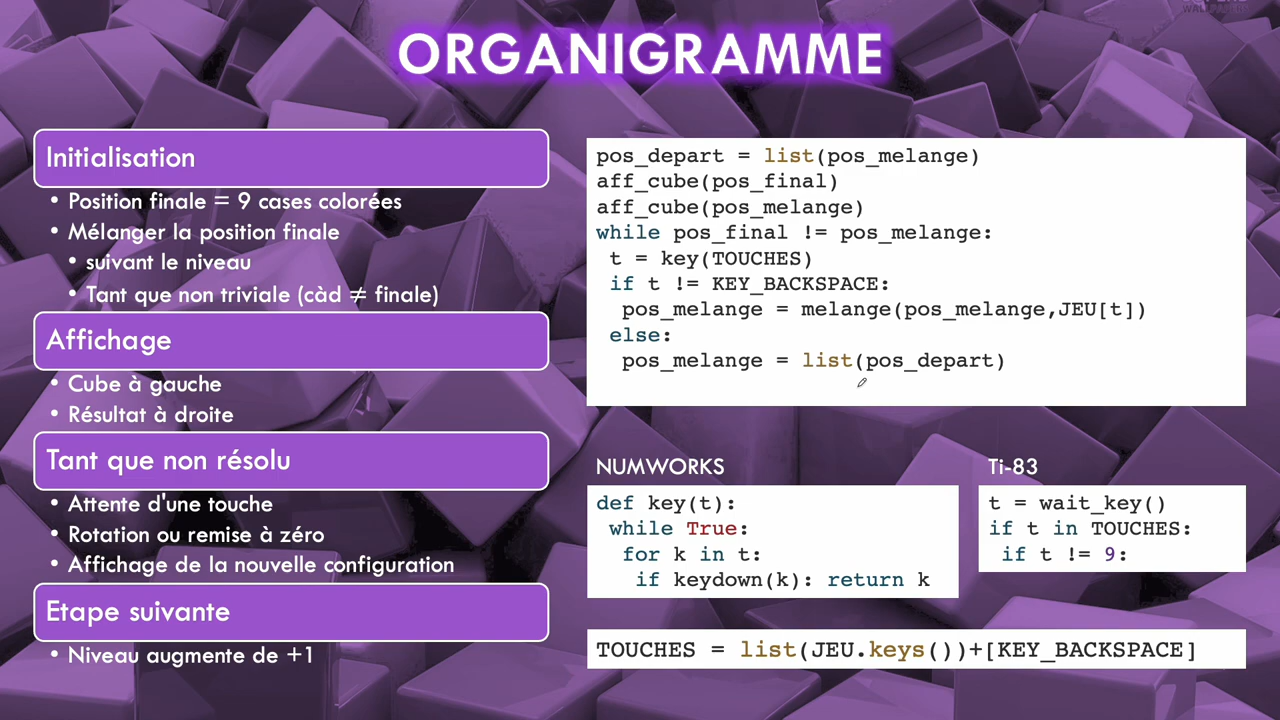 ORGANIGRAMME
Initialisation
• Position finale = 9 cases colorées
• Mélanger la position finale
• suivant le niveau
• Tant que non triviale (càd ≠ finale)
Affichage
• Cube à gauche
• Résultat à droite
Tant que non résolu
• Attente d'une touche
• Rotation ou remise à zéro
• Affichage de la nouvelle configuration
Etape suivante
• Niveau augmente de +1
pos_depart = list(pos_melange)
aff_cube(pos_final)
aff_cube(pos_melange)
while pos_final != pos_melange:
 t = key(TOUCHES)
 if t != KEY_BACKSPACE:
  pos_melange = melange(pos_melange,JEU[t])
 else:
  pos_melange = list(pos_depart)
NUMWORKS
def key(t):
 while True:
  for k in t:
   if keydown(k): return k
Ti-83
t = wait_key()
if t in TOUCHES:
 if t != 9:
TOUCHES = list(JEU.keys())+[KEY_BACKSPACE]